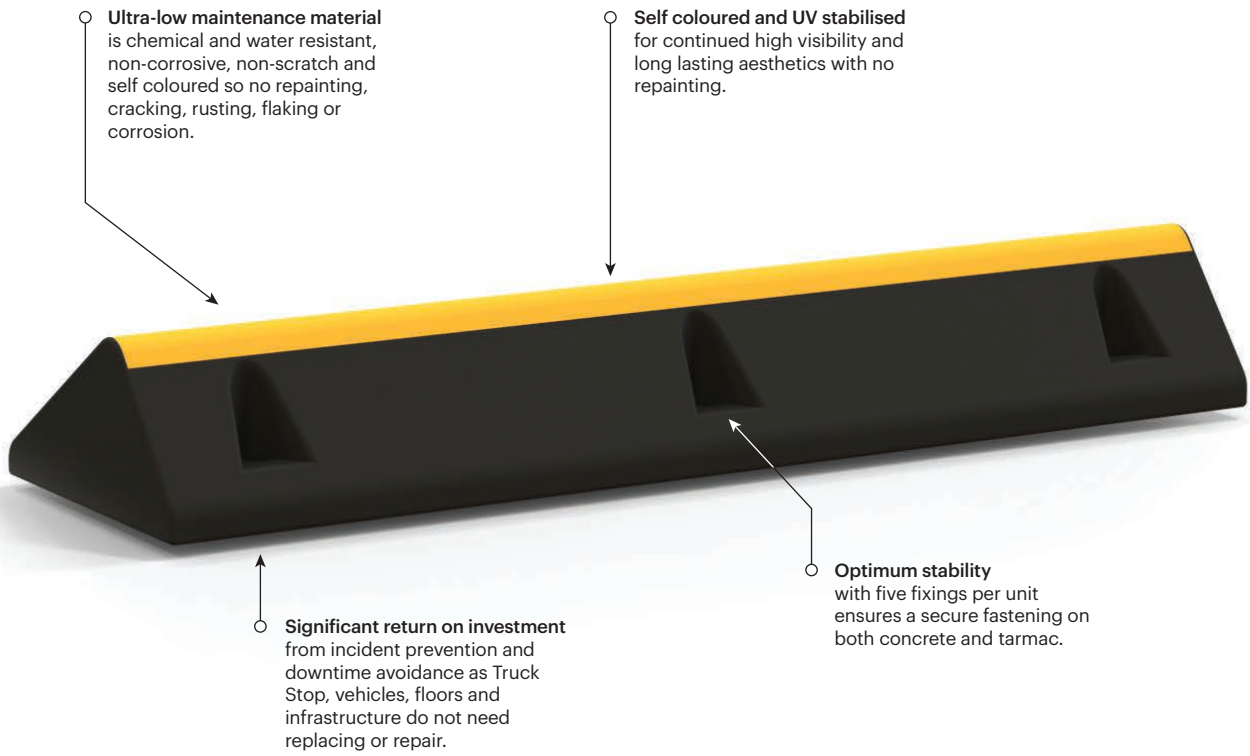 Ultra-low maintenance material
is chemical and water resistant,
non-corrosive, non-scratch and
self coloured so no repainting,
cracking, rusting, flaking or
corrosion.
Self coloured and UV stabilised
for continued high visibility and
long lasting aesthetics with no
repainting.
Optimum stability
with five fixings per unit
ensures a secure fastening on
both concrete and tarmac.
Significant return on investment
from incident prevention and
downtime avoidance as Truck
Stop, vehicles, floors and
infrastructure do not need
replacing or repair.